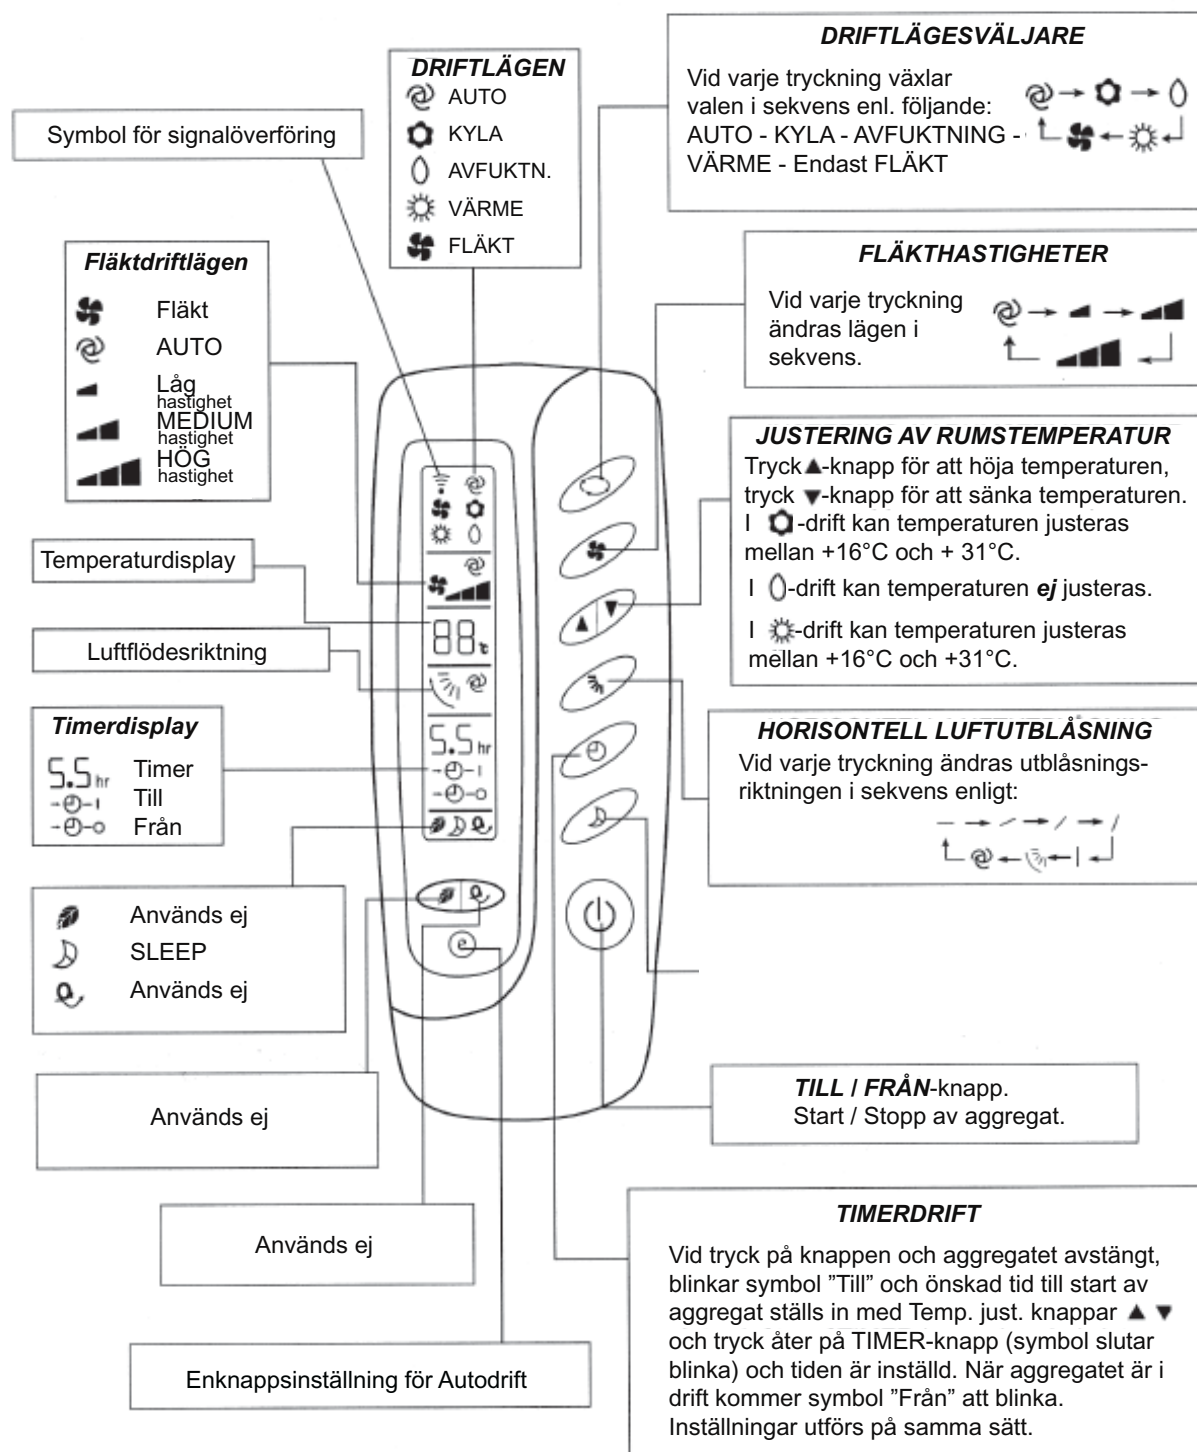 DRIFTLÄGESVÄLJARE
Vid varje tryckning växlar
valen i sekvens enl. följande:
AUTO - KYLA - AVFUKTNING -
VÄRME - Endast FLÄKT
DRIFTLÄGEN
AUTO
KYLA
AVFUKTN.
VÄRME
FLÄKT
Symbol för signalöverföring
Fläktdriftlägen
Fläkt
AUTO
Låg
hastighet
MEDIUM
hastighet
HÖG
hastighet
FLÄKTHASTIGHETER
Vid varje tryckning
ändras lägen i
sekvens.
JUSTERING AV RUMSTEMPERATUR
Tryck ▲-knapp för att höja temperaturen,
tryck ▼-knapp för att sänka temperaturen.
I -drift kan temperaturen justeras
mellan +16°C och + 31°C.
I -drift kan temperaturen ej justeras.
I -drift kan temperaturen justeras
mellan +16°C och +31°C.
Temperaturdisplay
88 °c
Luftflödesriktning
HORISONTELL LUFTUTBLÅSNING
Vid varje tryckning ändras utblåsnings-
riktningen i sekvens enligt:
Timerdisplay
5.5 hr Timer
Till
Från
5.5 hr
Används ej
SLEEP
Används ej
e
Används ej
Används ej
Enknappsinställning för Autodrift
TILL / FRÅN-knapp.
Start / Stopp av aggregat.
TIMERDRIFT
Vid tryck på knappen och aggregatet avstängt,
blinkar symbol ”Till” och önskad tid till start av
aggregat ställs in med Temp. just. knappar ▲ ▼
och tryck åter på TIMER-knapp (symbol slutar
blinka) och tiden är inställd. När aggregatet är i
drift kommer symbol ”Från” att blinka.
Inställningar utförs på samma sätt.